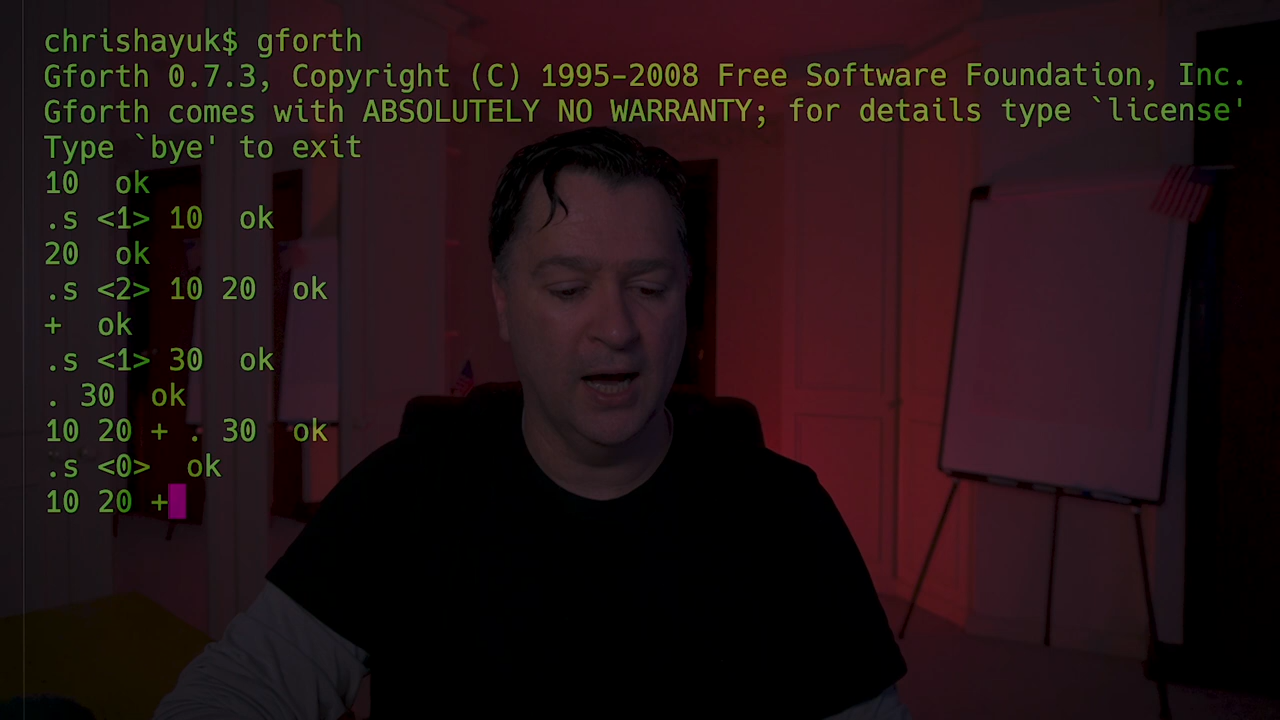 chrishayuk$ gforth
Gforth 0.7.3, Copyright (C) 1995-2008 Free Software Foundation, Inc.
Gforth comes with ABSOLUTELY NO WARRANTY; for details type `license'
Type `bye' to exit
10  ok
.s <1> 10  ok
20  ok
.s <2> 10 20  ok
+  ok
.s <1> 30  ok
. 30  ok
10 20 + . 30  ok
.s <0>  ok
10 20 +